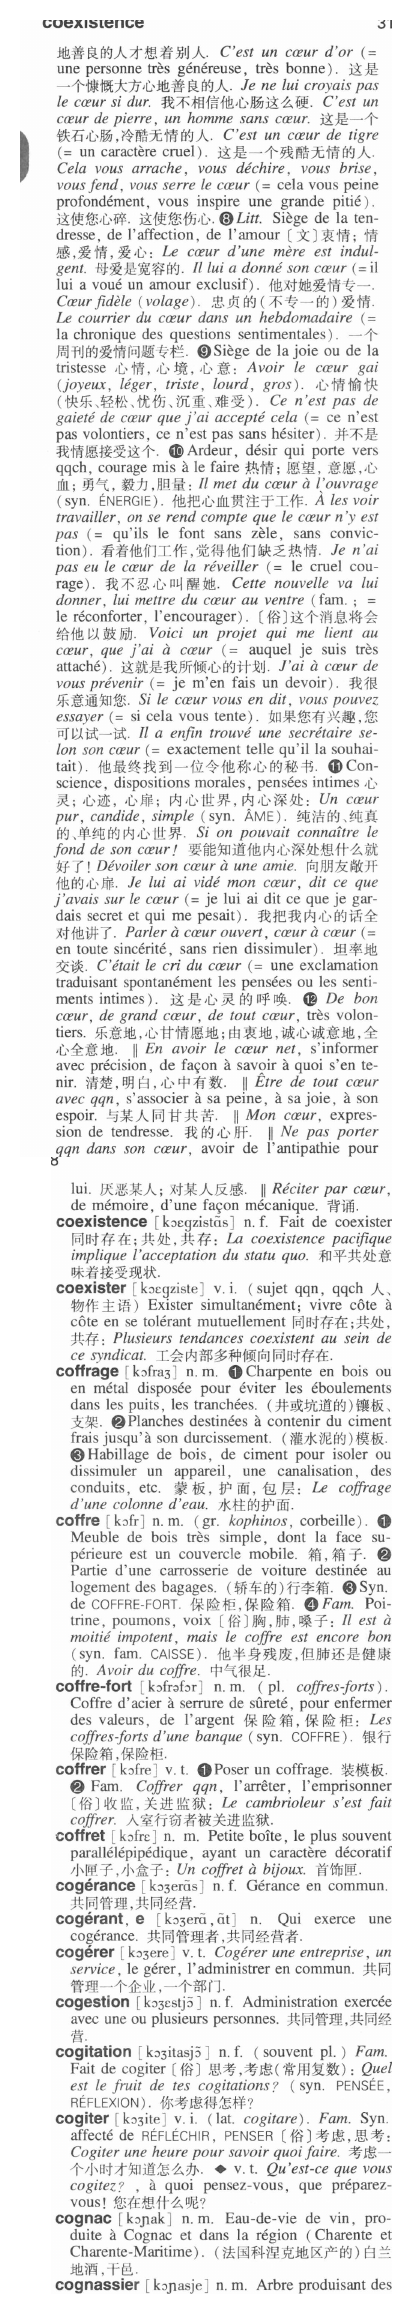 coexistence 31
地善良的人才想着别人. C'est un cœur d'or (=
une personne très généreuse, très bonne). 这是
一个慷慨大方心地善良的人. Je ne lui croyais pas
le cœur si dur. 我不相信他心肠这么硬. C'est un
cœur de pierre, un homme sans cœur. 这是一个
铁石心肠,冷酷无情的人. C'est un cœur de tigre
(= un caractère cruel). 这是一个残酷无情的人.
Cela vous arrache, vous déchire, vous brise,
vous fend, vous serre le cœur (= cela vous peine
profondément, vous inspire une grande pitié).
这使您心碎. 这使您伤心. ❽ Litt. Siège de la ten-
dresse, de l'affection, de l'amour [文]衷情; 情
感,爱情,爱心: Le cœur d'une mère est indul-
gent. 母爱是宽容的. Il lui a donné son cœur (= il
lui a voué un amour exclusif). 他对她爱情专一.
Cœur fidèle (volage). 忠贞的(不专一的)爱情.
Le courrier du cœur dans un hebdomadaire (=
la chronique des questions sentimentales). 一个
周刊的爱情问题专栏. ❾ Siège de la joie ou de la
tristesse 心情,心境,心意: Avoir le cœur gai
(joyeux, léger, triste, lourd, gros). 心情愉快
(快乐、轻松、忧伤、沉重、难受). Ce n'est pas de
gaieté de cœur que j'ai accepté cela (= ce n'est
pas volontiers, ce n'est pas sans hésiter). 并不是
我情愿接受这个. ❿ Ardeur, désir qui porte vers
qqch, courage mis à le faire 热情; 愿望, 意愿,心
血; 勇气, 毅力,胆量: Il met du cœur à l'ouvrage
(syn. ÉNERGIE). 他把心血贯注于工作. À les voir
travailler, on se rend compte que le cœur n'y est
pas (= qu'ils le font sans zèle, sans convic-
tion). 看着他们工作,觉得他们缺乏热情. Je n'ai
pas eu le cœur de la réveiller (= le cruel cou-
rage). 我不忍心叫醒她. Cette nouvelle va lui
donner, lui mettre du cœur au ventre (fam. ; =
le réconforter, l'encourager). [俗]这个消息将会
给他以鼓励. Voici un projet qui me lient au
cœur, que j'ai à cœur (= auquel je suis très
attaché). 这就是我所倾心的计划. J'ai à cœur de
vous prévenir (= je m'en fais un devoir). 我很
乐意通知您. Si le cœur vous en dit, vous pouvez
essayer (= si cela vous tente). 如果您有兴趣,您
可以试一试. Il a enfin trouvé une secrétaire se-
lon son cœur (= exactement telle qu'il la souhai-
tait). 他最终找到一位令他称心的秘书. ⓫ Con-
science, dispositions morales, pensées intimes 心
灵; 心迹, 心扉; 内心世界,内心深处: Un cœur
pur, candide, simple (syn. ÂME). 纯洁的、纯真
的、单纯的内心世界. Si on pouvait connaître le
fond de son cœur! 要能知道他内心深处想什么就
好了! Dévoiler son cœur à une amie. 向朋友敞开
他的心扉. Je lui ai vidé mon cœur, dit ce que
j'avais sur le cœur (= je lui ai dit ce que je gar-
dais secret et qui me pesait). 我把我内心的话全
对他讲了. Parler à cœur ouvert, cœur à cœur (=
en toute sincérité, sans rien dissimuler). 坦率地
交谈. C'était le cri du cœur (= une exclamation
traduisant spontanément les pensées ou les senti-
ments intimes). 这是心灵的呼唤. ⓬ De bon
cœur, de grand cœur, de tout cœur, très volon-
tiers. 乐意地,心甘情愿地;由衷地,诚心诚意地,全
心全意地. ‖ En avoir le cœur net, s'informer
avec précision, de façon à savoir à quoi s'en te-
nir. 清楚,明白,心中有数. ‖ Être de tout cœur
avec qqn, s'associer à sa peine, à sa joie, à son
espoir. 与某人同甘共苦. ‖ Mon cœur, expres-
sion de tendresse. 我的心肝. ‖ Ne pas porter
qqn dans son cœur, avoir de l'antipathie pour
lui. 厌恶某人; 对某人反感. ‖ Réciter par cœur,
de mémoire, d'une façon mécanique. 背诵.
coexistence [kɔɛgzistɑ̃s] n. f. Fait de coexister
同时存在;共处,共存: La coexistence pacifique
implique l'acceptation du statu quo. 和平共处意
味着接受现状.
coexister [kɔɛgziste] v. i. (sujet qqn, qqch 人、
物作主语) Exister simultanément; vivre côte à
côte en se tolérant mutuellement 同时存在;共处,
共存: Plusieurs tendances coexistent au sein de
ce syndicat. 工会内部多种倾向同时存在.
coffrage [kɔfraʒ] n. m. ❶ Charpente en bois ou
en métal disposée pour éviter les éboulements
dans les puits, les tranchées. (井或坑道的)镶板、
支架. ❷ Planches destinées à contenir du ciment
frais jusqu'à son durcissement. (灌水泥的)模板.
❸ Habillage de bois, de ciment pour isoler ou
dissimuler un appareil, une canalisation, des
conduits, etc. 蒙板, 护面, 包层: Le coffrage
d'une colonne d'eau. 水柱的护面.
coffre [kɔfr] n. m. (gr. kophinos, corbeille). ❶
Meuble de bois très simple, dont la face su-
périeure est un couvercle mobile. 箱, 箱子. ❷
Partie d'une carrosserie de voiture destinée au
logement des bagages. (轿车的)行李箱. ❸ Syn.
de COFFRE-FORT. 保险柜,保险箱. ❹ Fam. Poi-
trine, poumons, voix [俗]胸,肺,嗓子: Il est à
moitié impotent, mais le coffre est encore bon
(syn. fam. CAISSE). 他半身残废,但肺还是健康
的. Avoir du coffre. 中气很足.
coffre-fort [kɔfrəfɔr] n. m. ( pl. coffres-forts).
Coffre d'acier à serrure de sûreté, pour enfermer
des valeurs, de l'argent 保险箱,保险柜: Les
coffres-forts d'une banque (syn. COFFRE). 银行
保险箱,保险柜.
coffrer [kɔfre] v. t. ❶ Poser un coffrage. 装模板.
❷ Fam. Coffrer qqn, l'arrêter, l'emprisonner
[俗]收监,关进监狱: Le cambrioleur s'est fait
coffrer. 入室行窃者被关进监狱.
coffret [kɔfrɛ] n. m. Petite boîte, le plus souvent
parallélépipédique, ayant un caractère décoratif
小匣子,小盒子: Un coffret à bijoux. 首饰匣.
cogérance [kɔʒerɑ̃s] n. f. Gérance en commun.
共同管理,共同经营.
cogérant, e [kɔʒerɑ̃,ɑ̃t] n. Qui exerce une
cogérance. 共同管理者,共同经营者.
cogérer [kɔʒere] v. t. Cogérer une entreprise, un
service, le gérer, l'administrer en commun. 共同
管理一个企业,一个部门.
cogestion [kɔʒestjɔ̃] n. f. Administration exercée
avec une ou plusieurs personnes. 共同管理,共同经
营.
cogitation [kɔʒitasjɔ̃] n. f. (souvent pl.) Fam.
Fait de cogiter [俗] 思考,考虑(常用复数): Quel
est le fruit de tes cogitations? (syn. PENSÉE,
RÉFLEXION). 你考虑得怎样?
cogiter [kɔʒite] v. i. (lat. cogitare). Fam. Syn.
affecté de RÉFLÉCHIR, PENSER [俗]考虑,思考:
Cogiter une heure pour savoir quoi faire. 考虑一
个小时才知道怎么办. ◆ v. t. Qu'est-ce que vous
cogitez? , à quoi pensez-vous, que préparez-
vous! 您在想什么呢?
cognac [kɔɲak] n. m. Eau-de-vie de vin, pro-
duite à Cognac et dans la région (Charente et
Charente-Maritime). (法国科涅克地区产的)白兰
地酒,干邑.
cognassier [kɔɲasje] n. m. Arbre produisant des